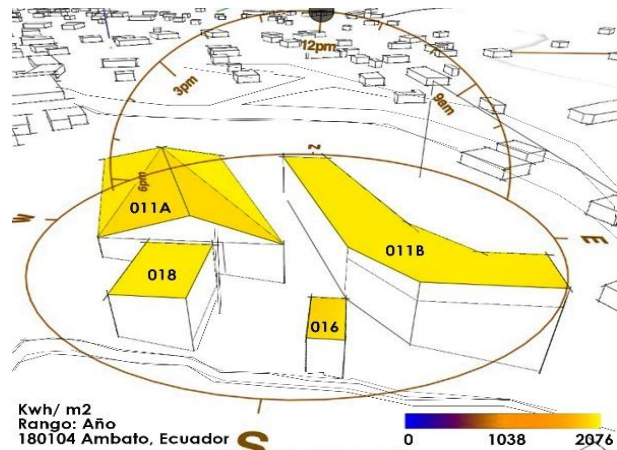 12pm
3pm
9am
N
6pm
W
011A
E
011B
018
016
Kwh/ m2
Rango: Año
180104 Ambato, Ecuador
S
0 1038 2076